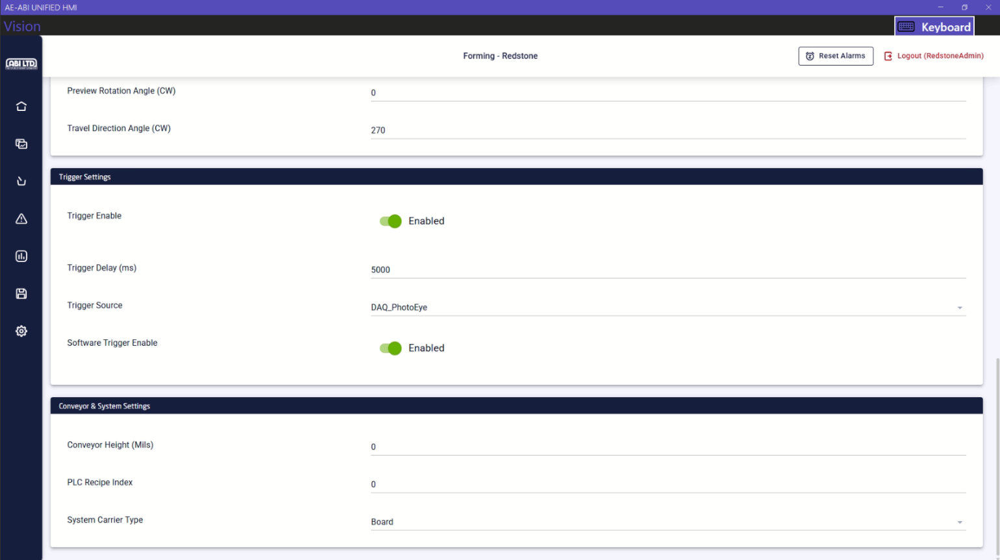 AE-ABI UNIFIED HMI
Vision
Keyboard
ABI LTD
Forming - Redstone
Reset Alarms
Logout (RedstoneAdmin)
Preview Rotation Angle (CW)
0
Travel Direction Angle (CW)
270
Trigger Settings
Trigger Enable
Enabled
Trigger Delay (ms)
5000
Trigger Source
DAQ_PhotoEye
Software Trigger Enable
Enabled
Conveyor & System Settings
Conveyor Height (Mils)
0
PLC Recipe Index
0
System Carrier Type
Board